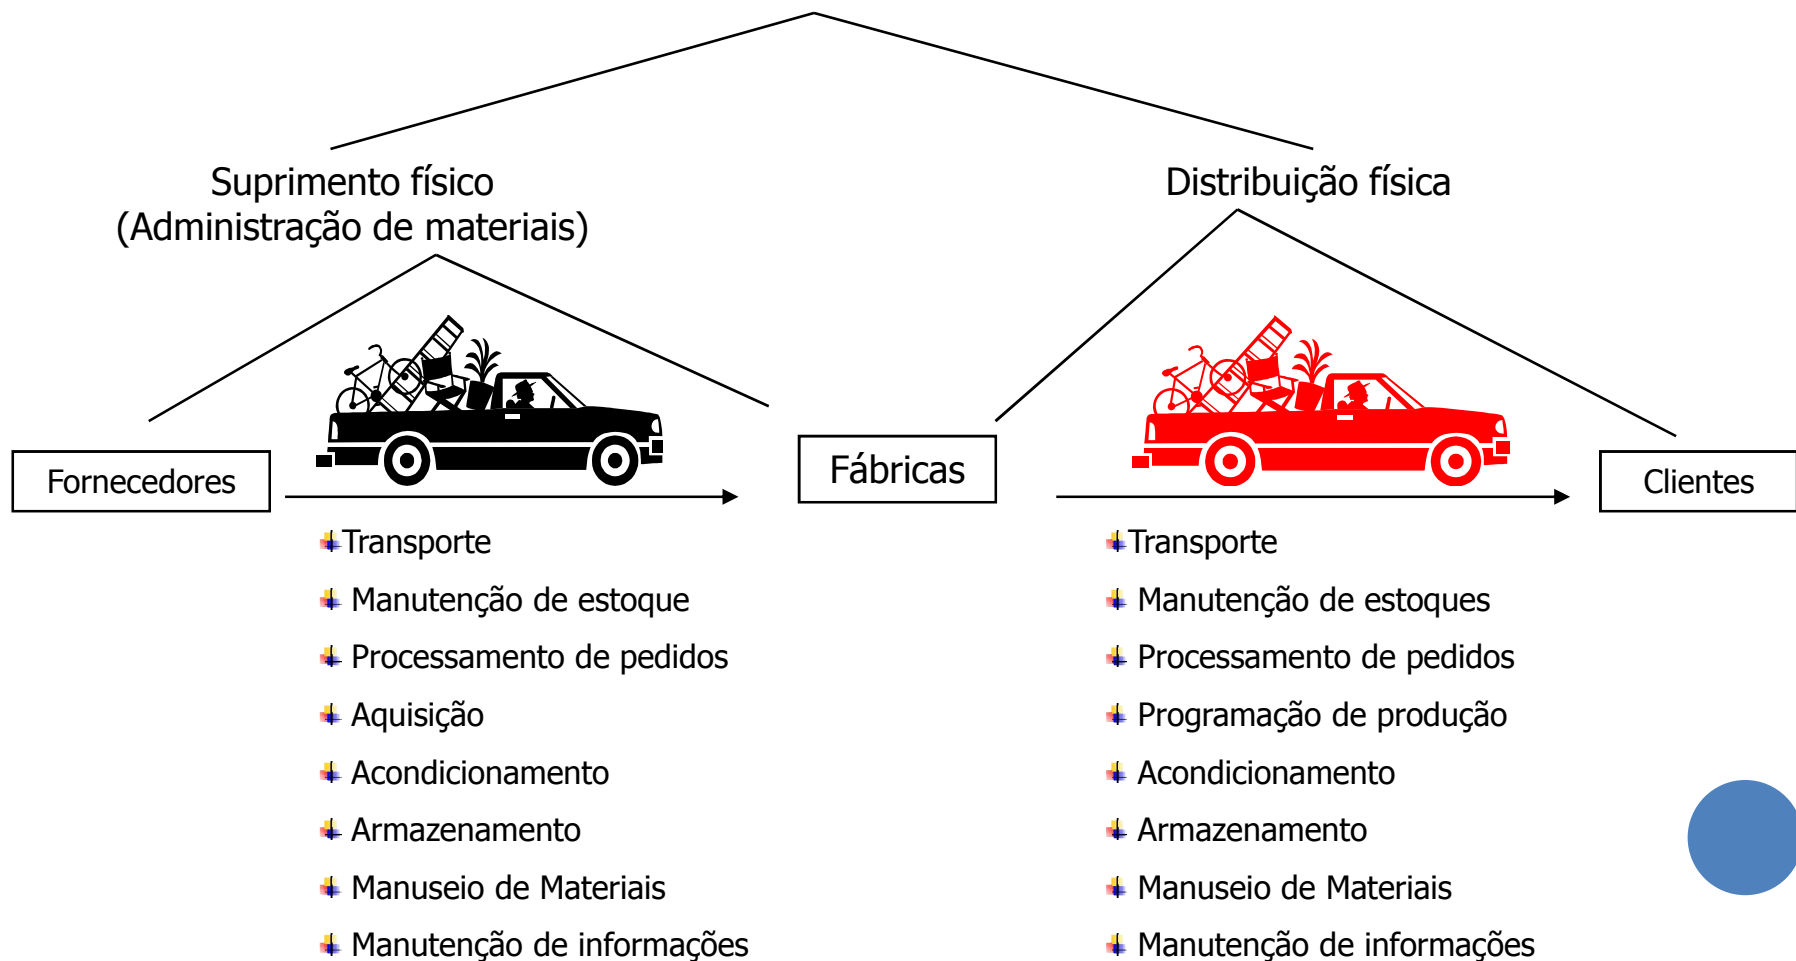 Suprimento físico
(Administração de materiais)
Distribuição física
Fornecedores
Fábricas
Clientes
Transporte
Manutenção de estoque
Processamento de pedidos
Aquisição
Acondicionamento
Armazenamento
Manuseio de Materiais
Manutenção de informações
Transporte
Manutenção de estoques
Processamento de pedidos
Programação de produção
Acondicionamento
Armazenamento
Manuseio de Materiais
Manutenção de informações